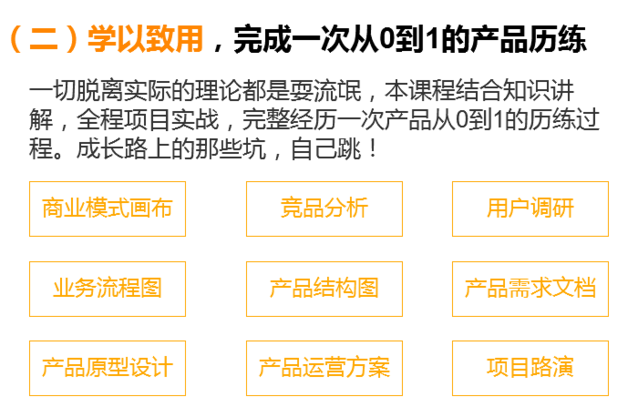 （二）学以致用，完成一次从0到1的产品历练
一切脱离实际的理论都是耍流氓，本课程结合知识讲
解，全程项目实战，完整经历一次产品从0到1的历练过
程。成长路上的那些坑，自己跳！
商业模式画布
竞品分析
用户调研
业务流程图
产品结构图
产品需求文档
产品原型设计
产品运营方案
项目路演